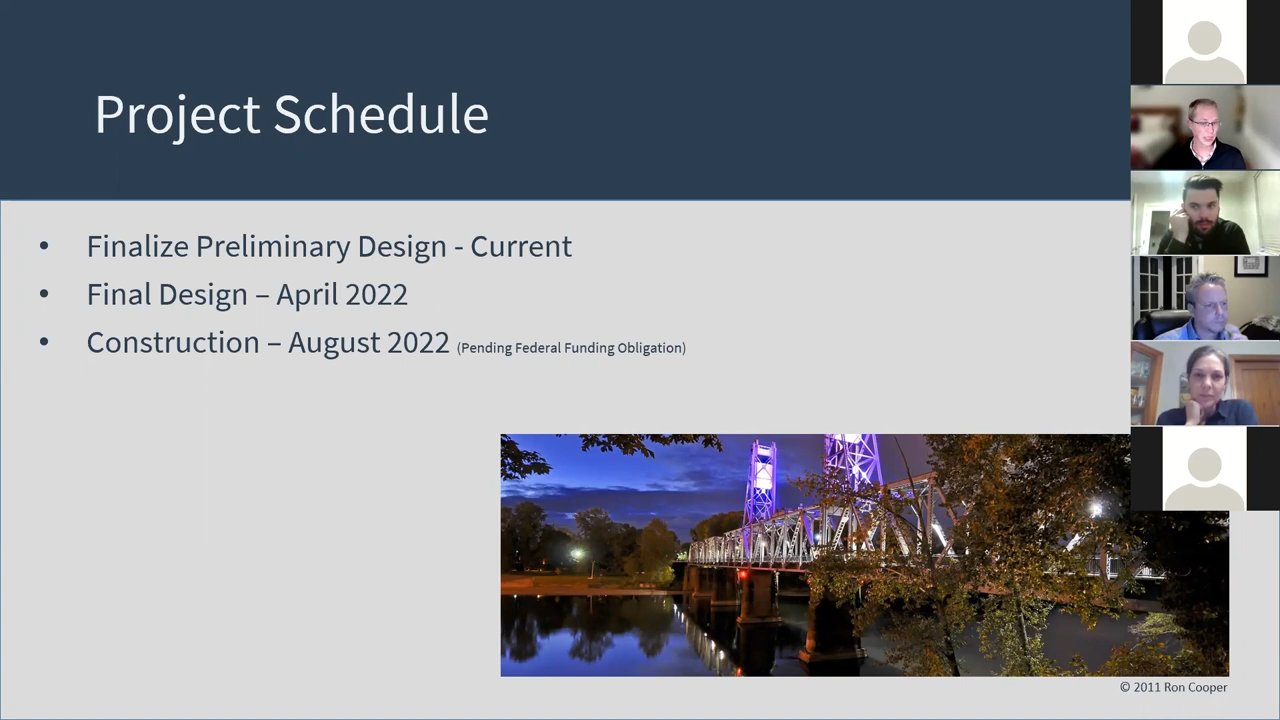 Project Schedule
• Finalize Preliminary Design - Current
• Final Design – April 2022
• Construction – August 2022 (Pending Federal Funding Obligation)
© 2011 Ron Cooper